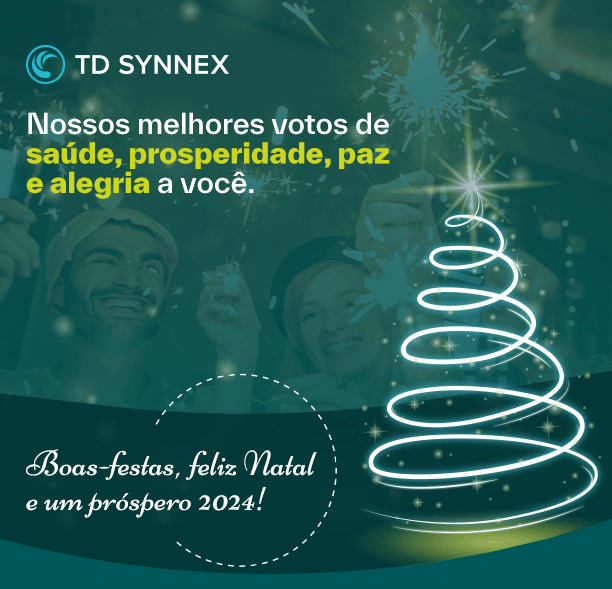 TD SYNNEX
Nossos melhores votos de
saúde, prosperidade, paz
e alegria a você.
Boas-festas, feliz Natal
e um próspero 2024!